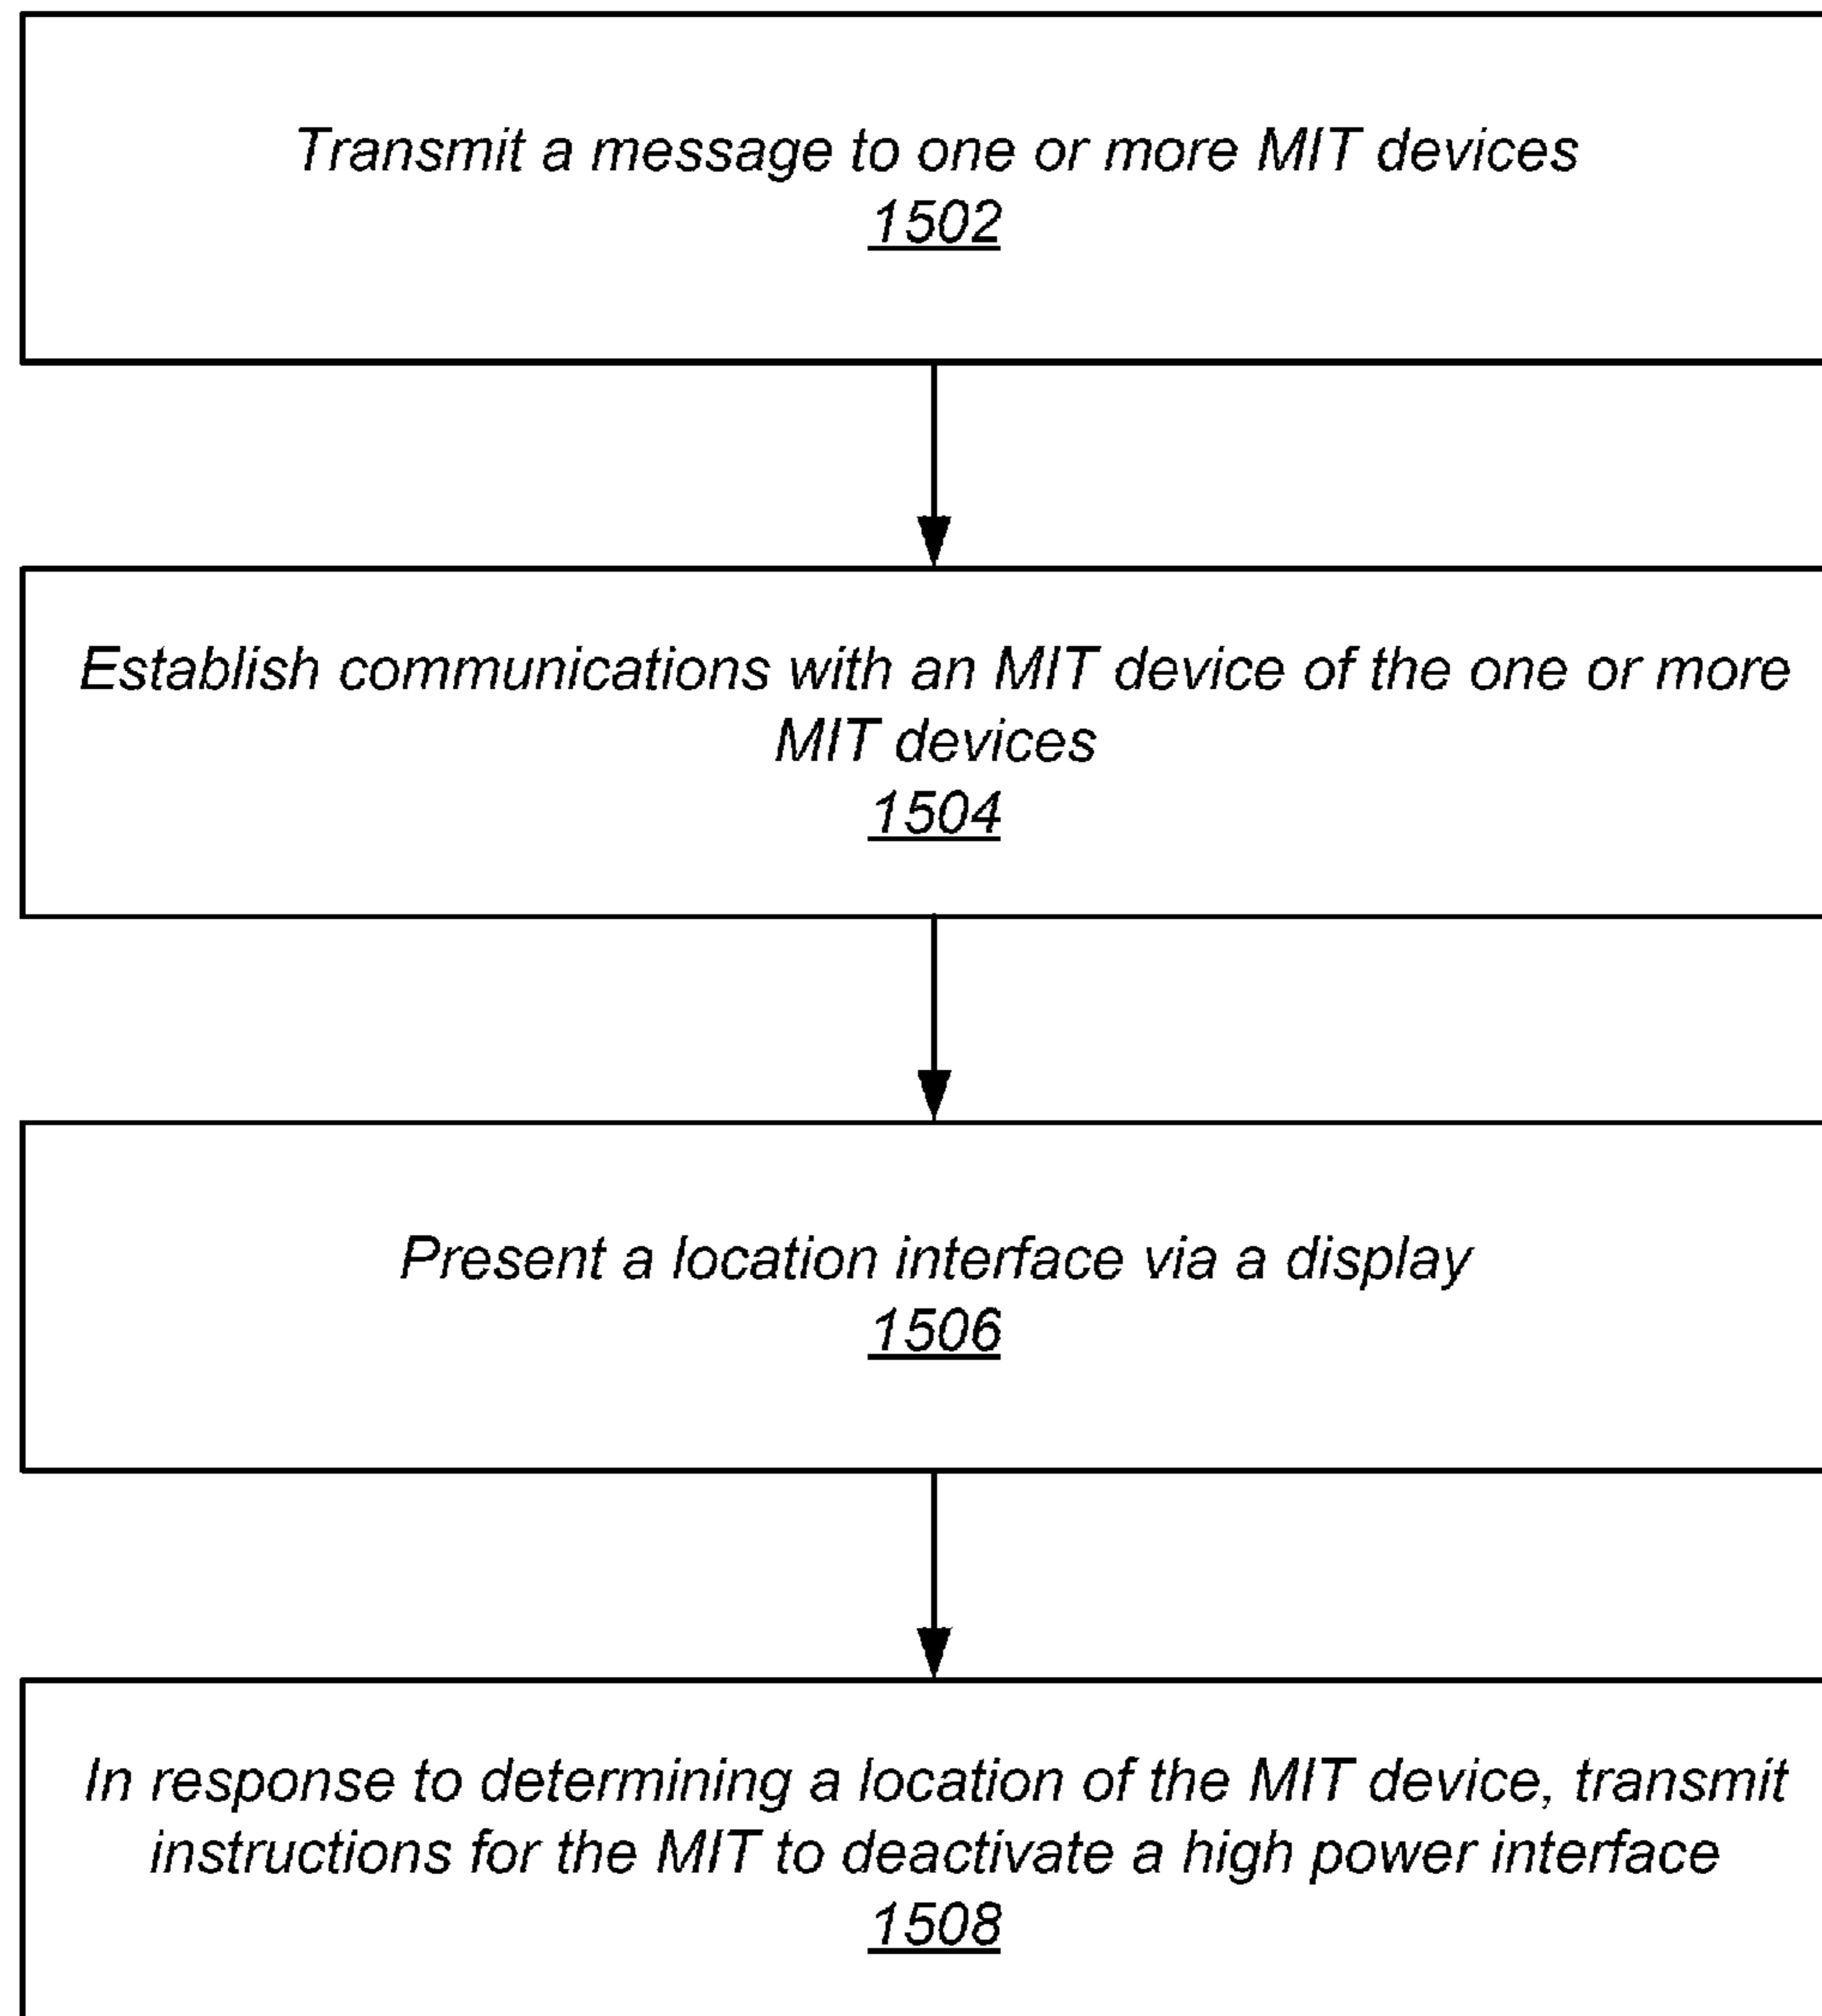 Transmit a message to one or more MIT devices
1502
Establish communications with an MIT device of the one or more
MIT devices
1504
Present a location interface via a display
1506
In response to determining a location of the MIT device, transmit
instructions for the MIT to deactivate a high power interface
1508